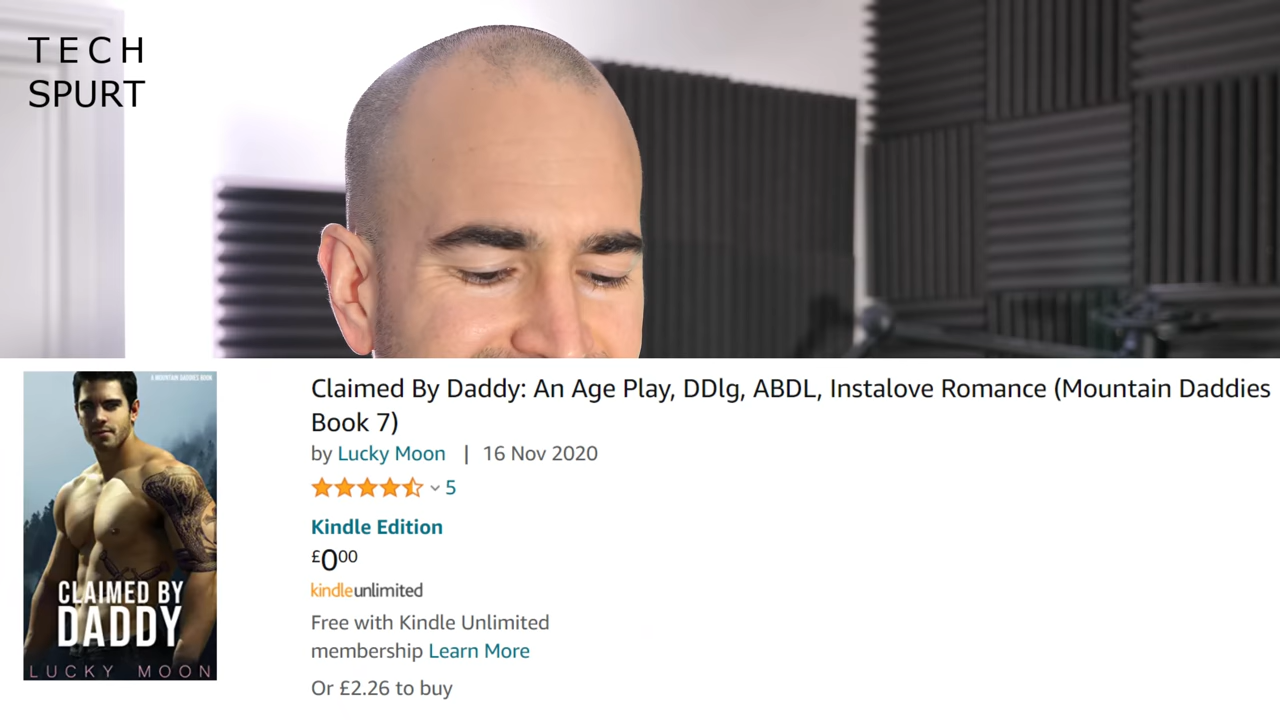 TECH
SPURT
A MOUNTAIN DADDIES BOOK
CLAIMED BY
DADDY
LUCKY MOON
Claimed By Daddy: An Age Play, DDlg, ABDL, Instalove Romance (Mountain Daddies
Book 7)
by Lucky Moon | 16 Nov 2020
5
Kindle Edition
£000
kindleunlimited
Free with Kindle Unlimited
membership Learn More
Or £2.26 to buy